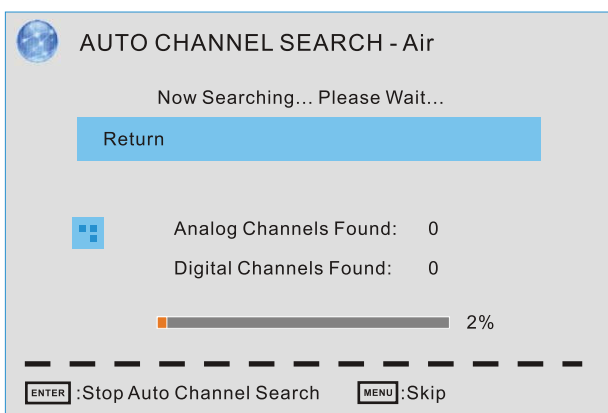 AUTO CHANNEL SEARCH - Air
Now Searching... Please Wait...
Return
Analog Channels Found: 0
Digital Channels Found: 0
2%
ENTER :Stop Auto Channel Search MENU :Skip